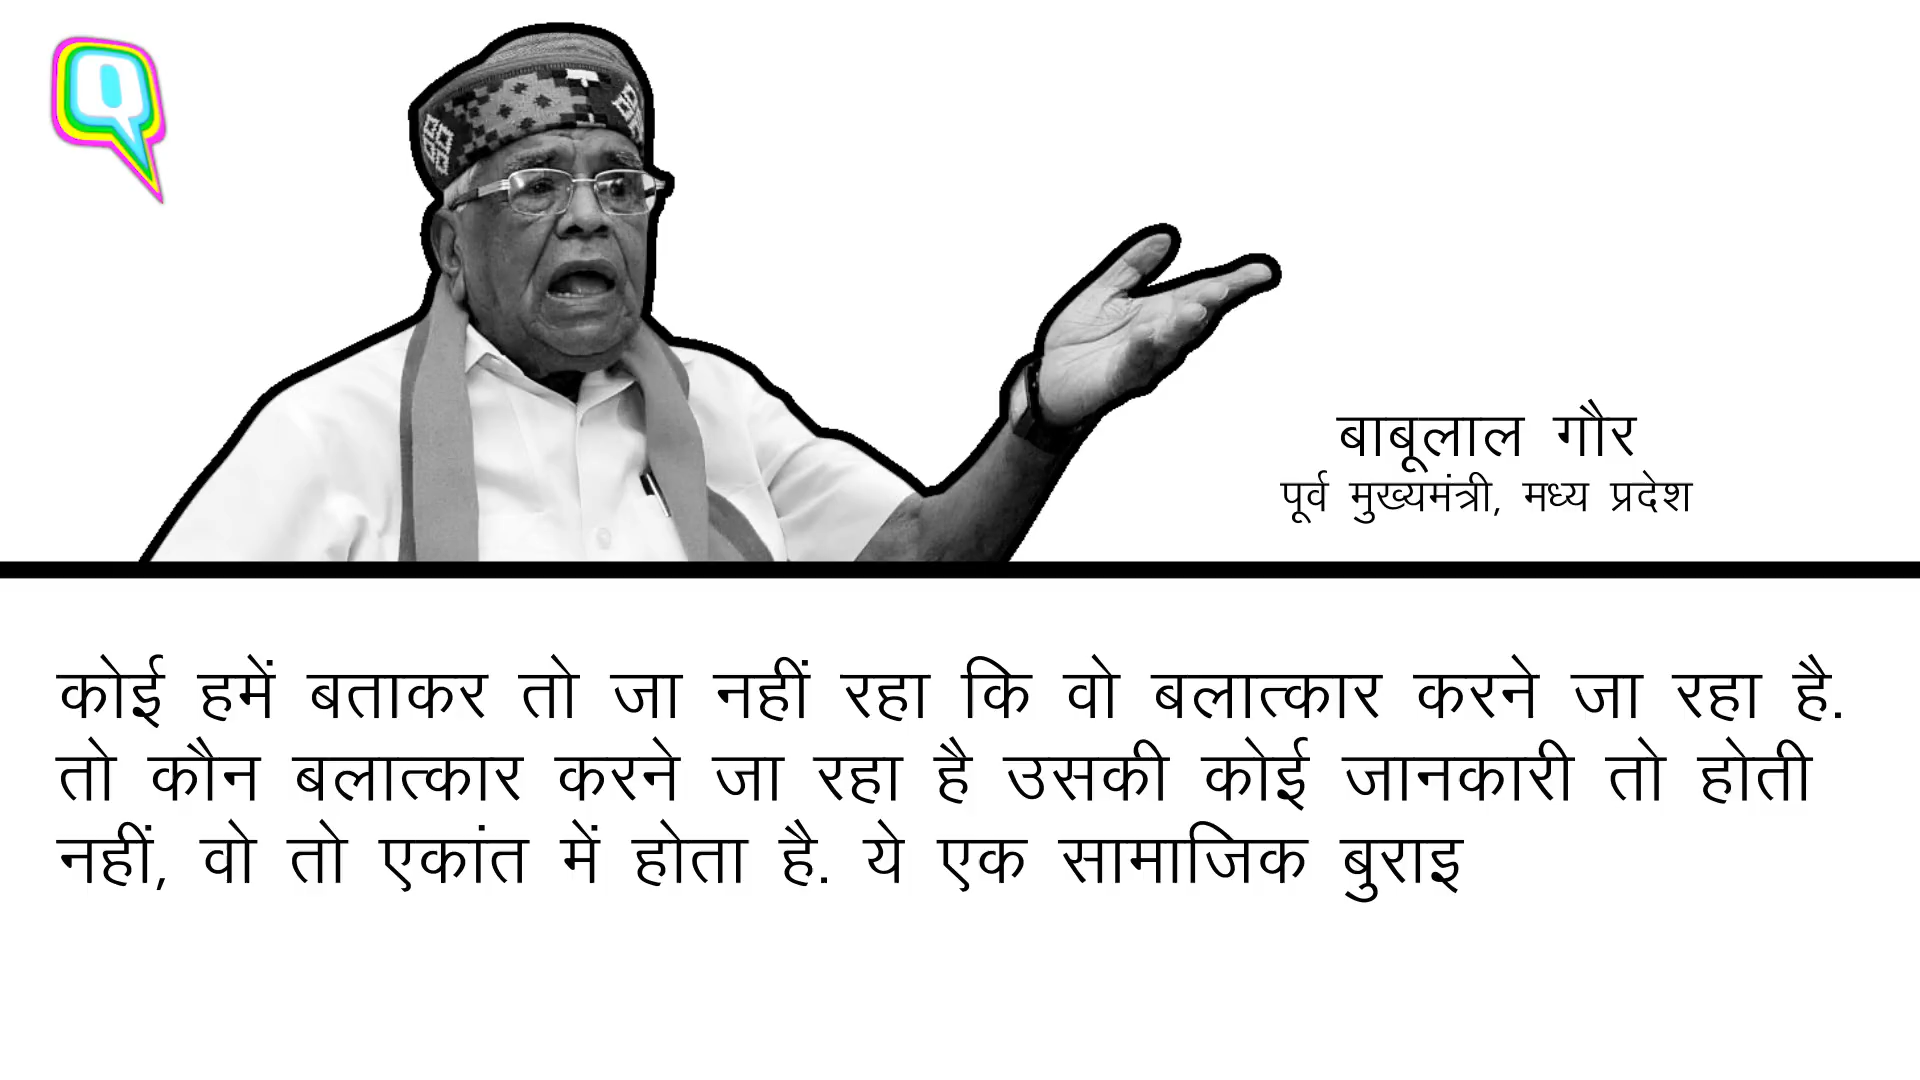 बाबूलाल गौर
पूर्व मुख्यमंत्री, मध्य प्रदेश
कोई हमें बताकर तो जा नहीं रहा कि वो बलात्कार करने जा रहा है.
तो कौन बलात्कार करने जा रहा है उसकी कोई जानकारी तो होती
नहीं, वो तो एकांत में होता है. ये एक सामाजिक बुराइ